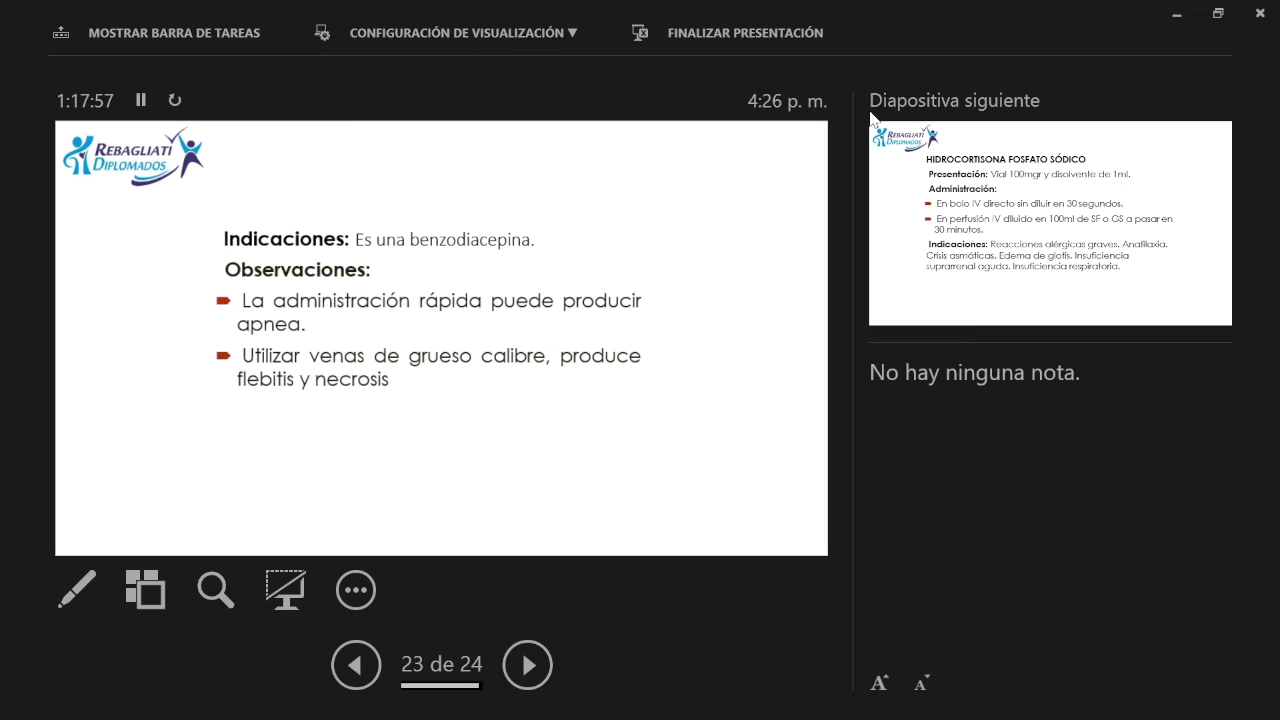 MOSTRAR BARRA DE TAREAS
CONFIGURACIÓN DE VISUALIZACIÓN ▼
FINALIZAR PRESENTACIÓN
1:17:57
4:26 p. m.
REBAGLIATI
DIPLOMADOS
Indicaciones: Es una benzodiacepina.
Observaciones:
La administración rápida puede producir
apnea.
Utilizar venas de grueso calibre, produce
flebitis y necrosis
23 de 24
Diapositiva siguiente
REBAGLIATI
DIPLOMADOS
HIDROCORTISONA FOSFATO SÓDICO
Presentación: Vial 100mgr y disolvente de 1ml.
Administración:
En bolo IV directo sin diluir en 30 segundos.
En perfusión IV diluido en 100ml de SF o GS a pasar en
30 minutos.
Indicaciones: Reacciones alérgicas graves. Anafilaxia.
Crisis asmáticas. Edema de glotis. Insuficiencia
suprarrenal aguda. Insuficiencia respiratoria.
No hay ninguna nota.
A A